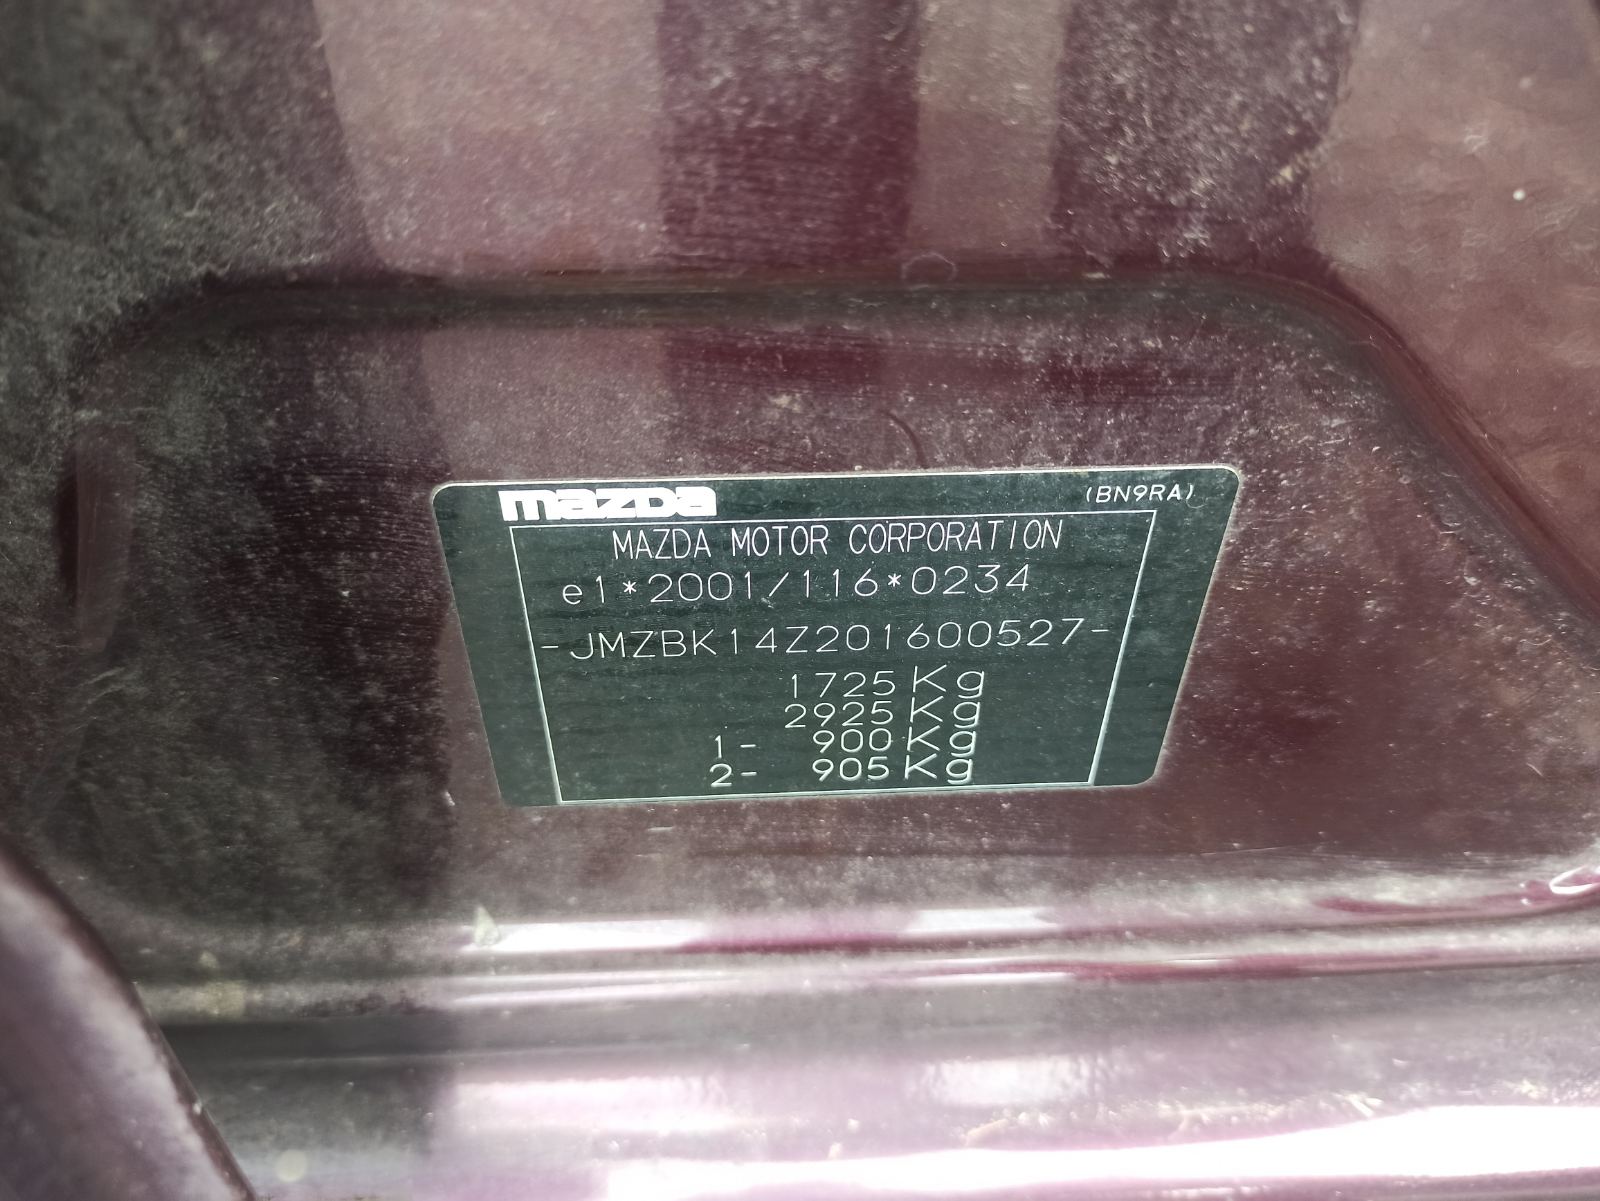 mazda (BN9RA)
MAZDA MOTOR CORPORATION
e1*2001/116*0234
-JMZBK14Z201600527-
1725 Kg
2925 Kg
1- 900 Kg
2- 905 Kg